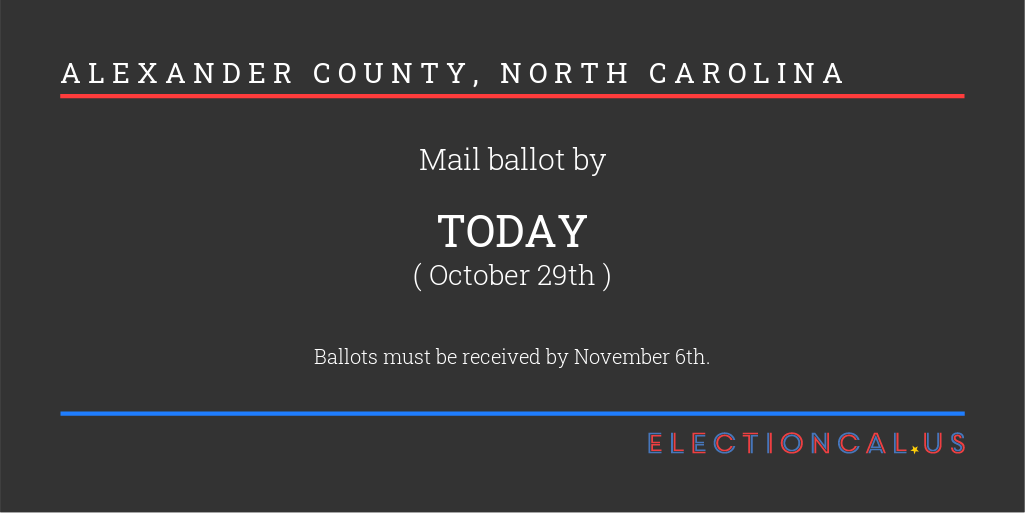 ALEXANDER COUNTY, NORTH CAROLINA
Mail ballot by
TODAY
( October 29th )
Ballots must be received by November 6th.
ELECTIONCAL.US